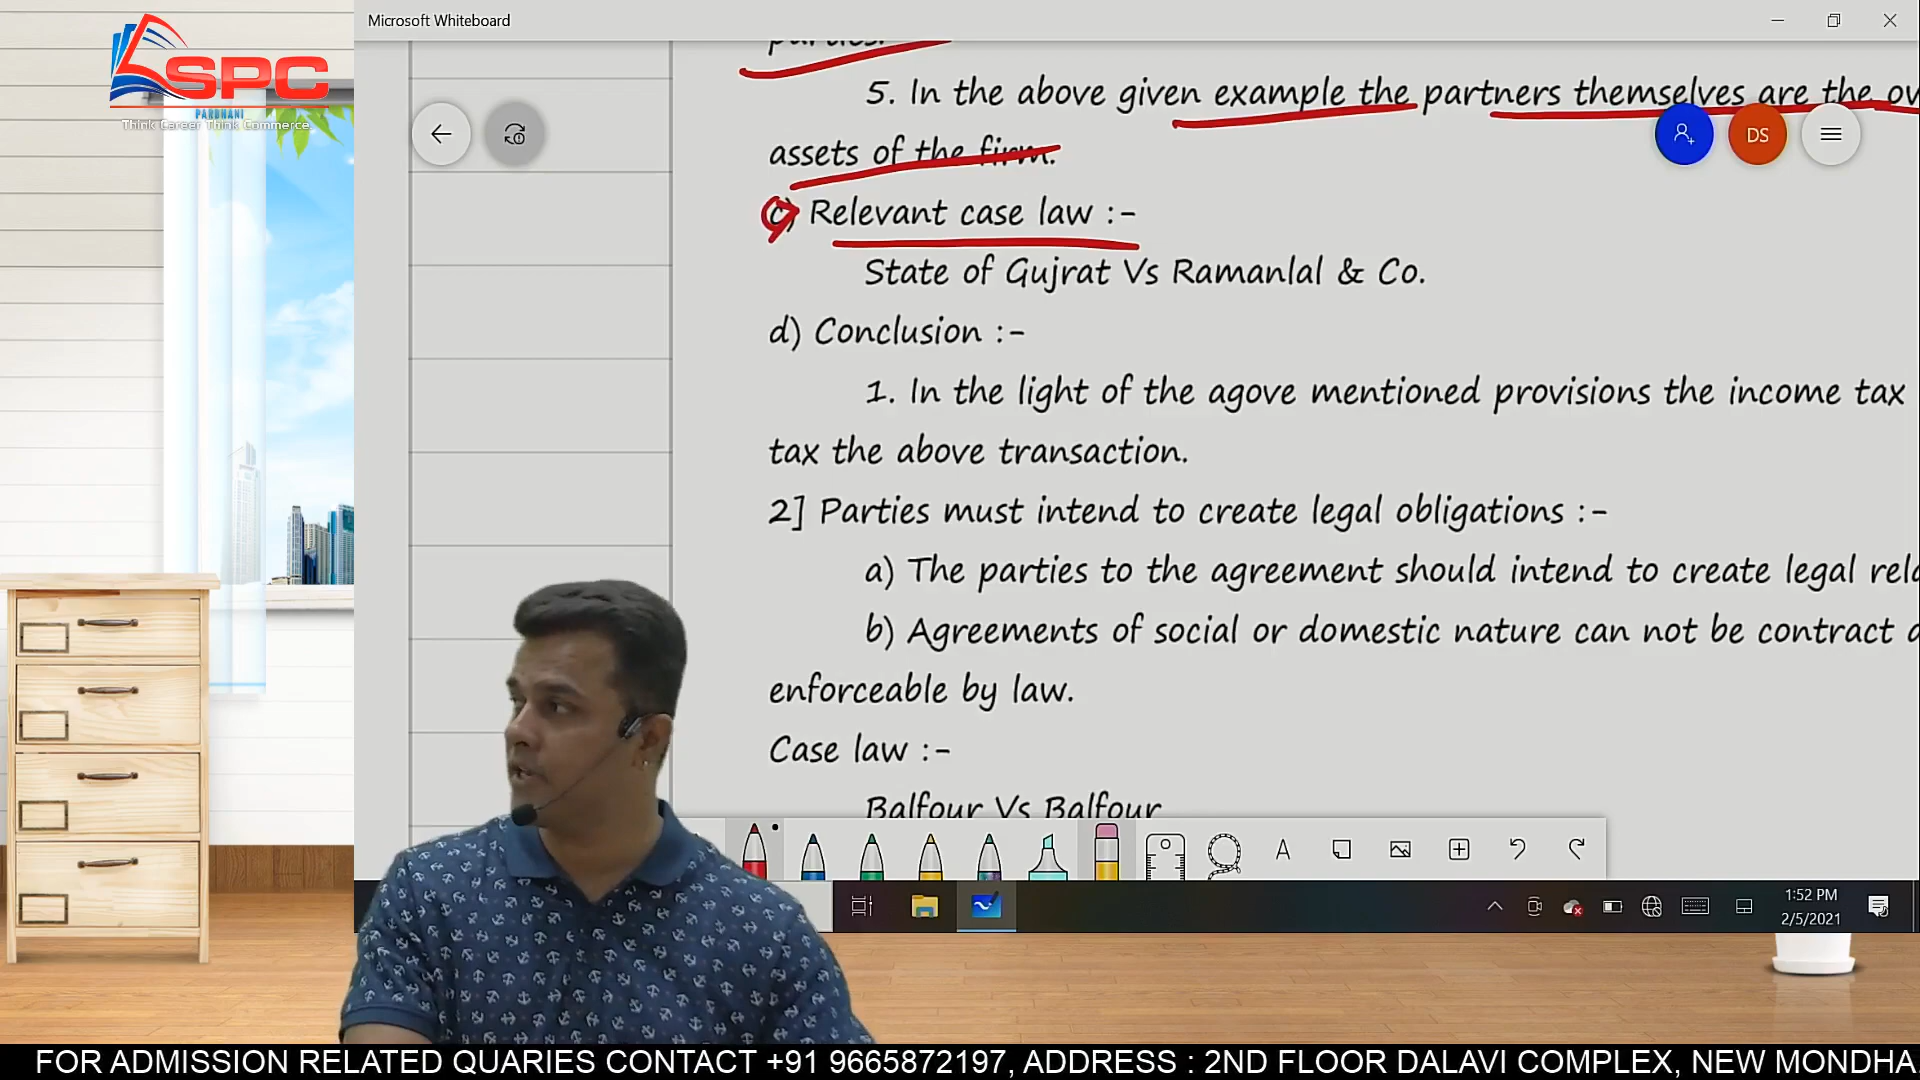 Microsoft Whiteboard
SPC
PARDHANI
Think Career Think Commerce.
parties.
5. In the above given example the partners themselves are the
assets of the firm.
c) Relevant case law :-
State of Gujrat Vs Ramanlal & Co.
d) Conclusion :-
1. In the light of the agove mentioned provisions the income tax
tax the above transaction.
2] Parties must intend to create legal obligations :-
a) The parties to the agreement should intend to create legal
b) Agreements of social or domestic nature can not be contract
enforceable by law.
Case law :-
Balfour Vs Balfour
DS
A
1:52 PM
2/5/2021
FOR ADMISSION RELATED QUARIES CONTACT +91 9665872197, ADDRESS : 2ND FLOOR DALAVI COMPLEX, NEW MONDHA